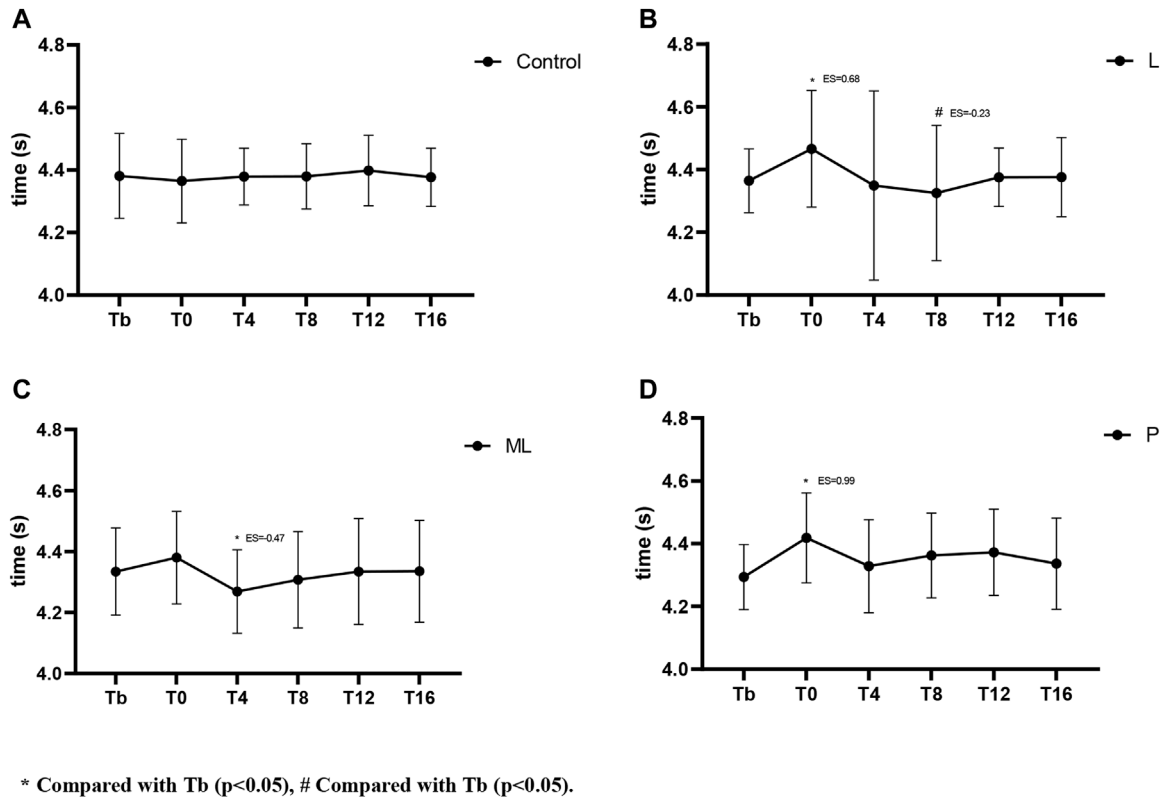 A
B
4.8
4.6
4.4
4.2
4.0
time (s)
Control
Tb T0 T4 T8 T12 T16
4.8
4.6
4.4
4.2
4.0
time (s)
* ES=0.68
# ES=-0.23
L
Tb T0 T4 T8 T12 T16
C
D
4.8
4.6
4.4
4.2
4.0
time (s)
* ES=-0.47
ML
Tb T0 T4 T8 T12 T16
4.8
4.6
4.4
4.2
4.0
time (s)
* ES=0.99
P
Tb T0 T4 T8 T12 T16
* Compared with Tb (p<0.05), # Compared with Tb (p<0.05).